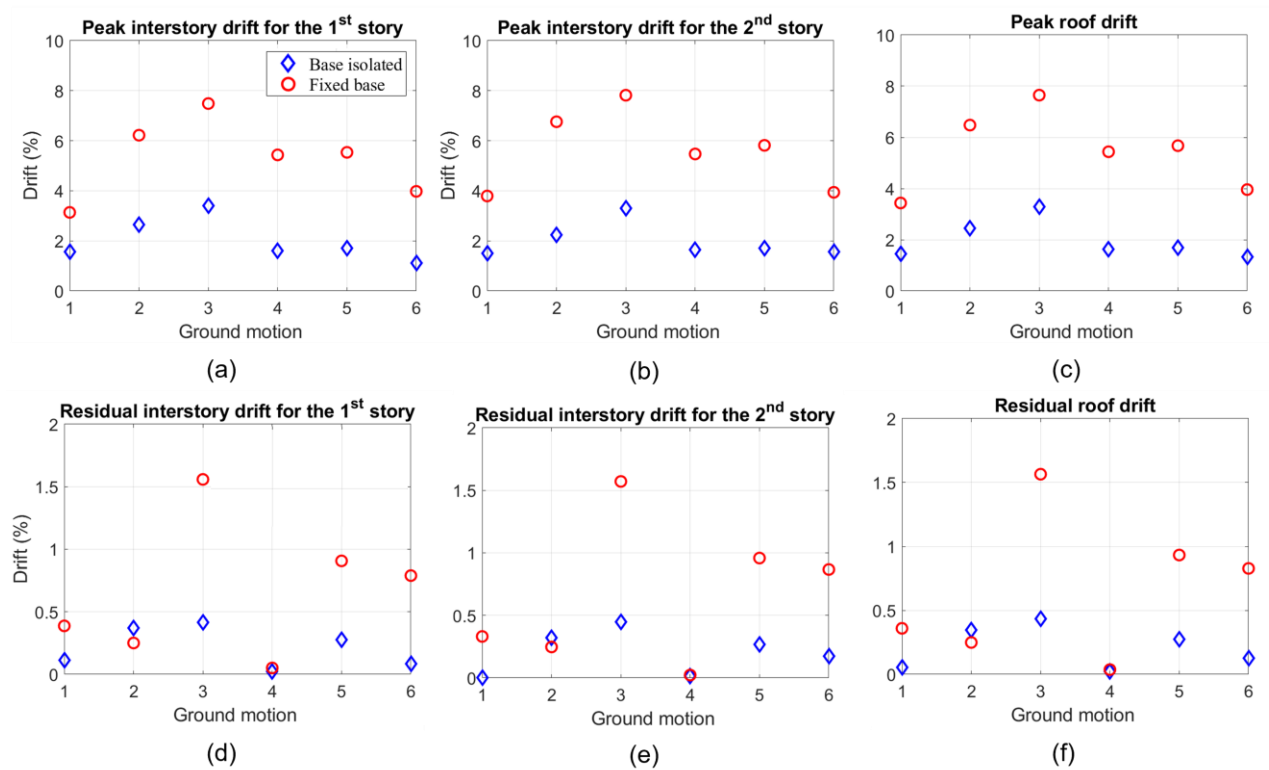 Peak interstory drift for the 1st story
10
8
6
4
2
0
Drift (%)
Base isolated
Fixed base
1 2 3 4 5 6
Ground motion
(a)
Peak interstory drift for the 2nd story
10
8
6
4
2
0
Drift (%)
1 2 3 4 5 6
Ground motion
(b)
Peak roof drift
10
8
6
4
2
0
1 2 3 4 5 6
Ground motion
(c)
Residual interstory drift for the 1st story
2
1.5
1
0.5
0
Drift (%)
1 2 3 4 5 6
Ground motion
(d)
Residual interstory drift for the 2nd story
2
1.5
1
0.5
0
1 2 3 4 5 6
Ground motion
(e)
Residual roof drift
2
1.5
1
0.5
0
1 2 3 4 5 6
Ground motion
(f)